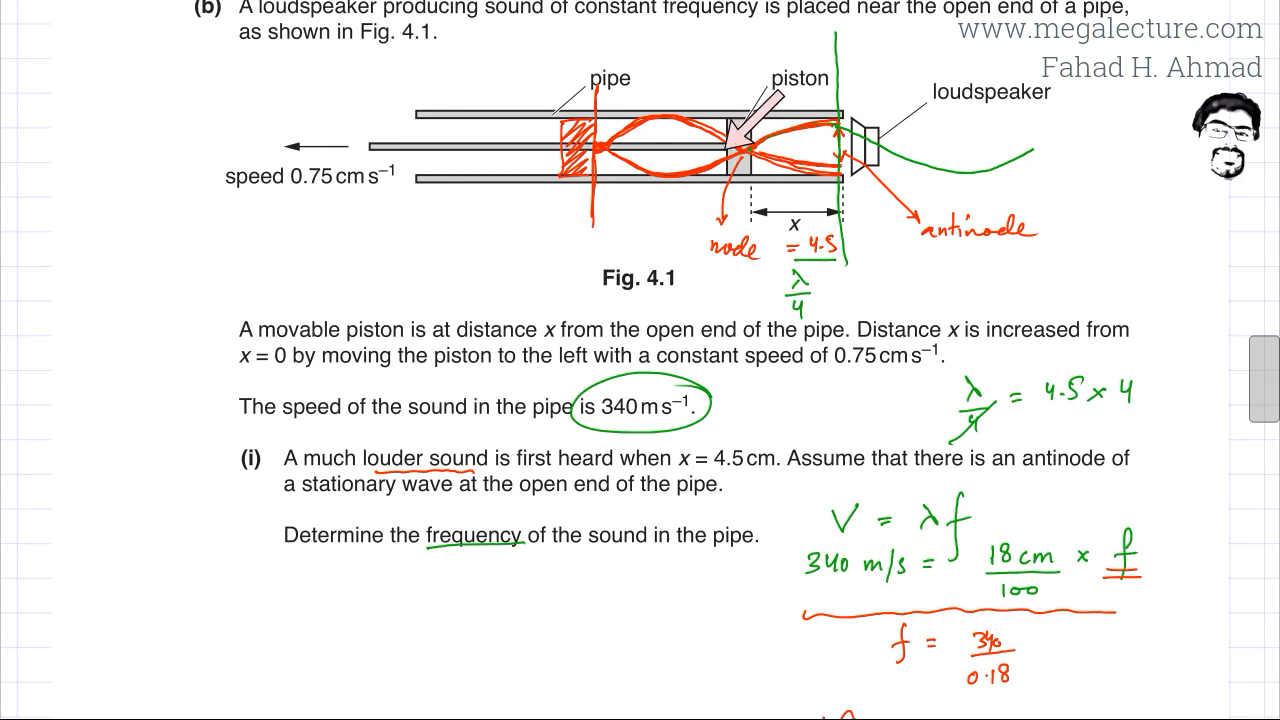 (b) A loudspeaker producing sound of constant frequency is placed near the open end of a pipe,
as shown in Fig. 4.1.
www.megalecture.com
Fahad H. Ahmad
pipe
piston
loudspeaker
speed 0.75 cm s⁻¹
x
= 4.5
λ/4
node
antinode
Fig. 4.1
A movable piston is at distance x from the open end of the pipe. Distance x is increased from
x = 0 by moving the piston to the left with a constant speed of 0.75 cm s⁻¹.
λ/4 = 4.5 × 4
The speed of the sound in the pipe is 340 m s⁻¹.
(i) A much louder sound is first heard when x = 4.5 cm. Assume that there is an antinode of
a stationary wave at the open end of the pipe.
V = λf
Determine the frequency of the sound in the pipe.
340 m/s = 18 cm/100 × f
f = 340/0.18